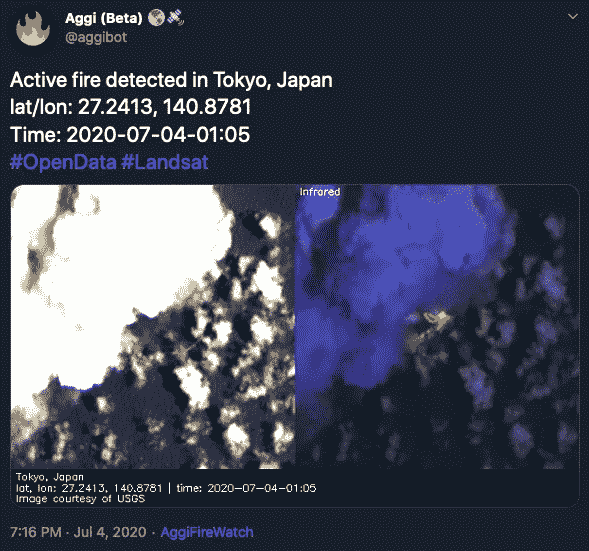 Aggi (Beta) 🌎🛰
@aggibot
Active fire detected in Tokyo, Japan
lat/lon: 27.2413, 140.8781
Time: 2020-07-04-01:05
#OpenData #Landsat
Infrared
Tokyo, Japan
lat, lon: 27.2413, 140.8781 | time: 2020-07-04-01:05
Image courtesy of USGS
7:16 PM · Jul 4, 2020 · AggiFireWatch